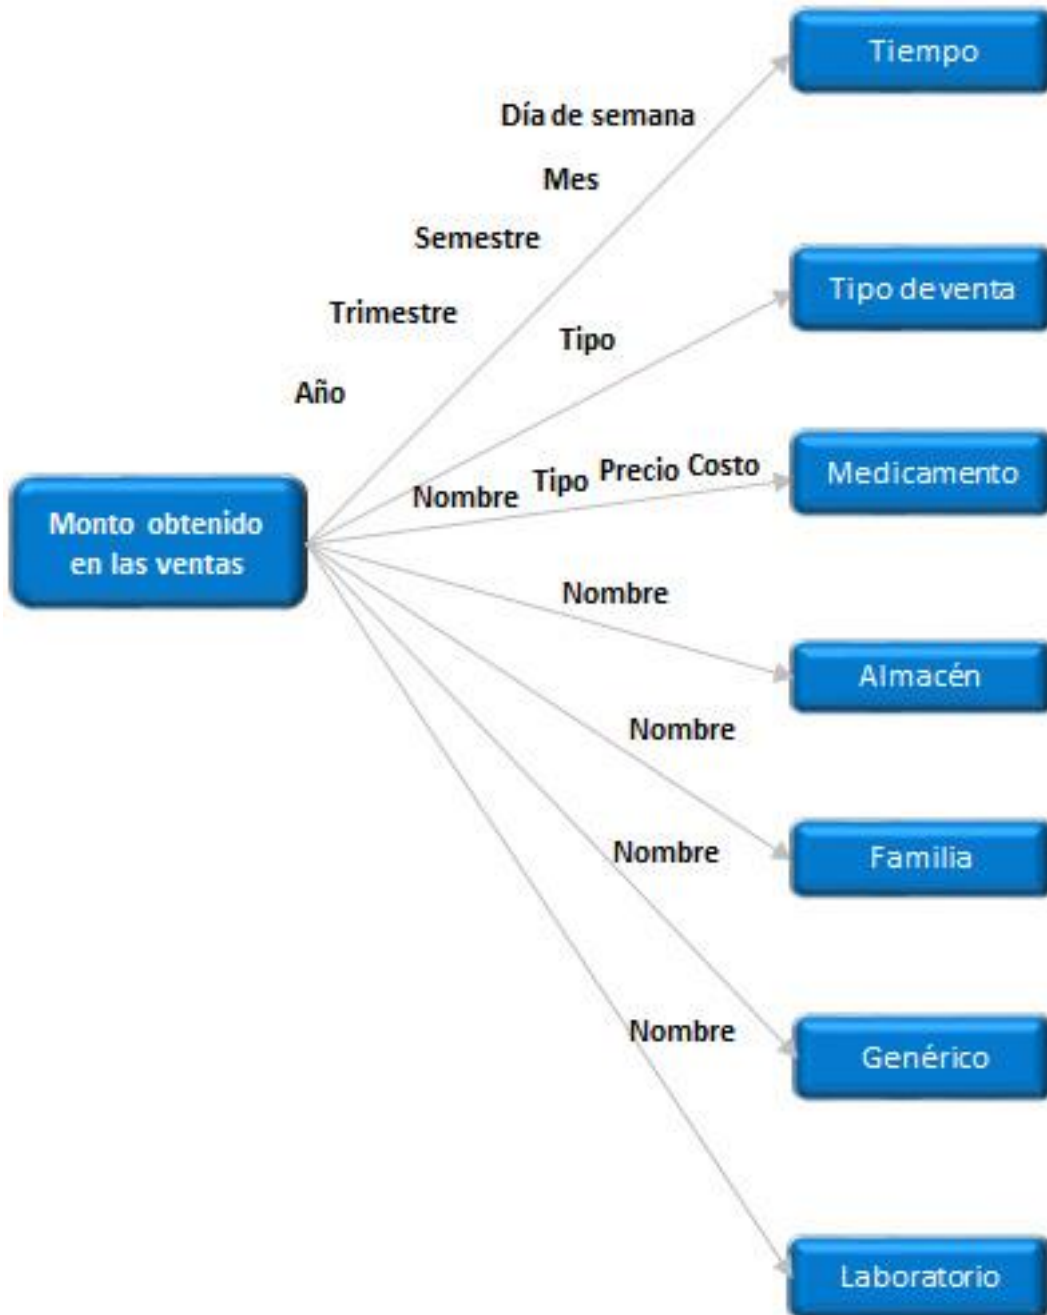 Tiempo
Día de semana
Mes
Semestre
Tipo de venta
Trimestre
Tipo
Año
Nombre Tipo Precio Costo
Medicamento
Monto obtenido
en las ventas
Nombre
Almacén
Nombre
Nombre
Familia
Nombre
Genérico
Laboratorio